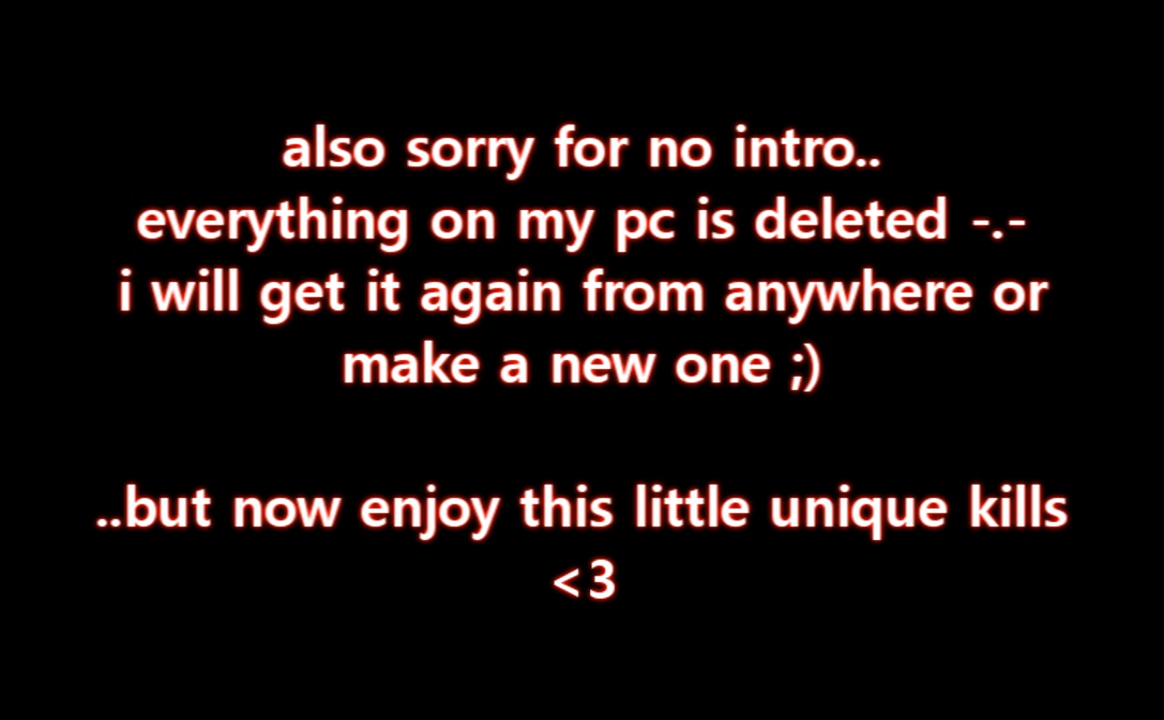 also sorry for no intro..
everything on my pc is deleted -.-
i will get it again from anywhere or
make a new one ;)
..but now enjoy this little unique kills
<3